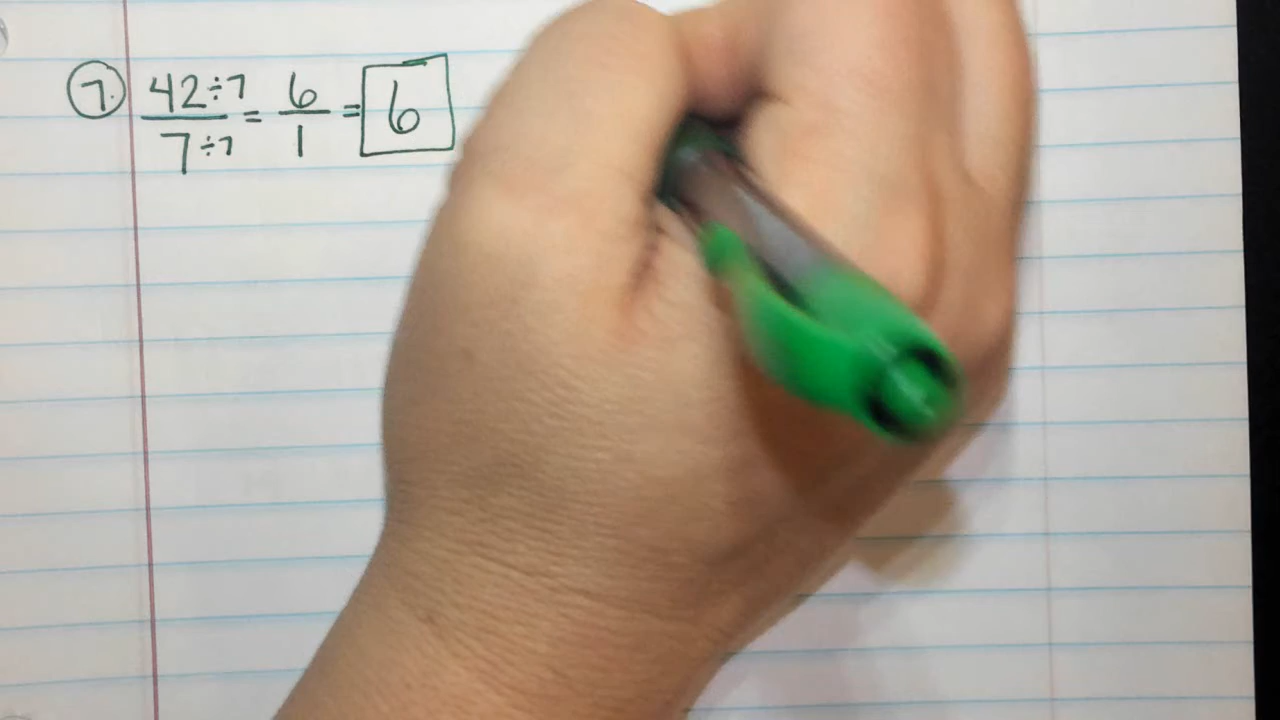 7. 42÷7 / 7÷7 = 6/1 = 6